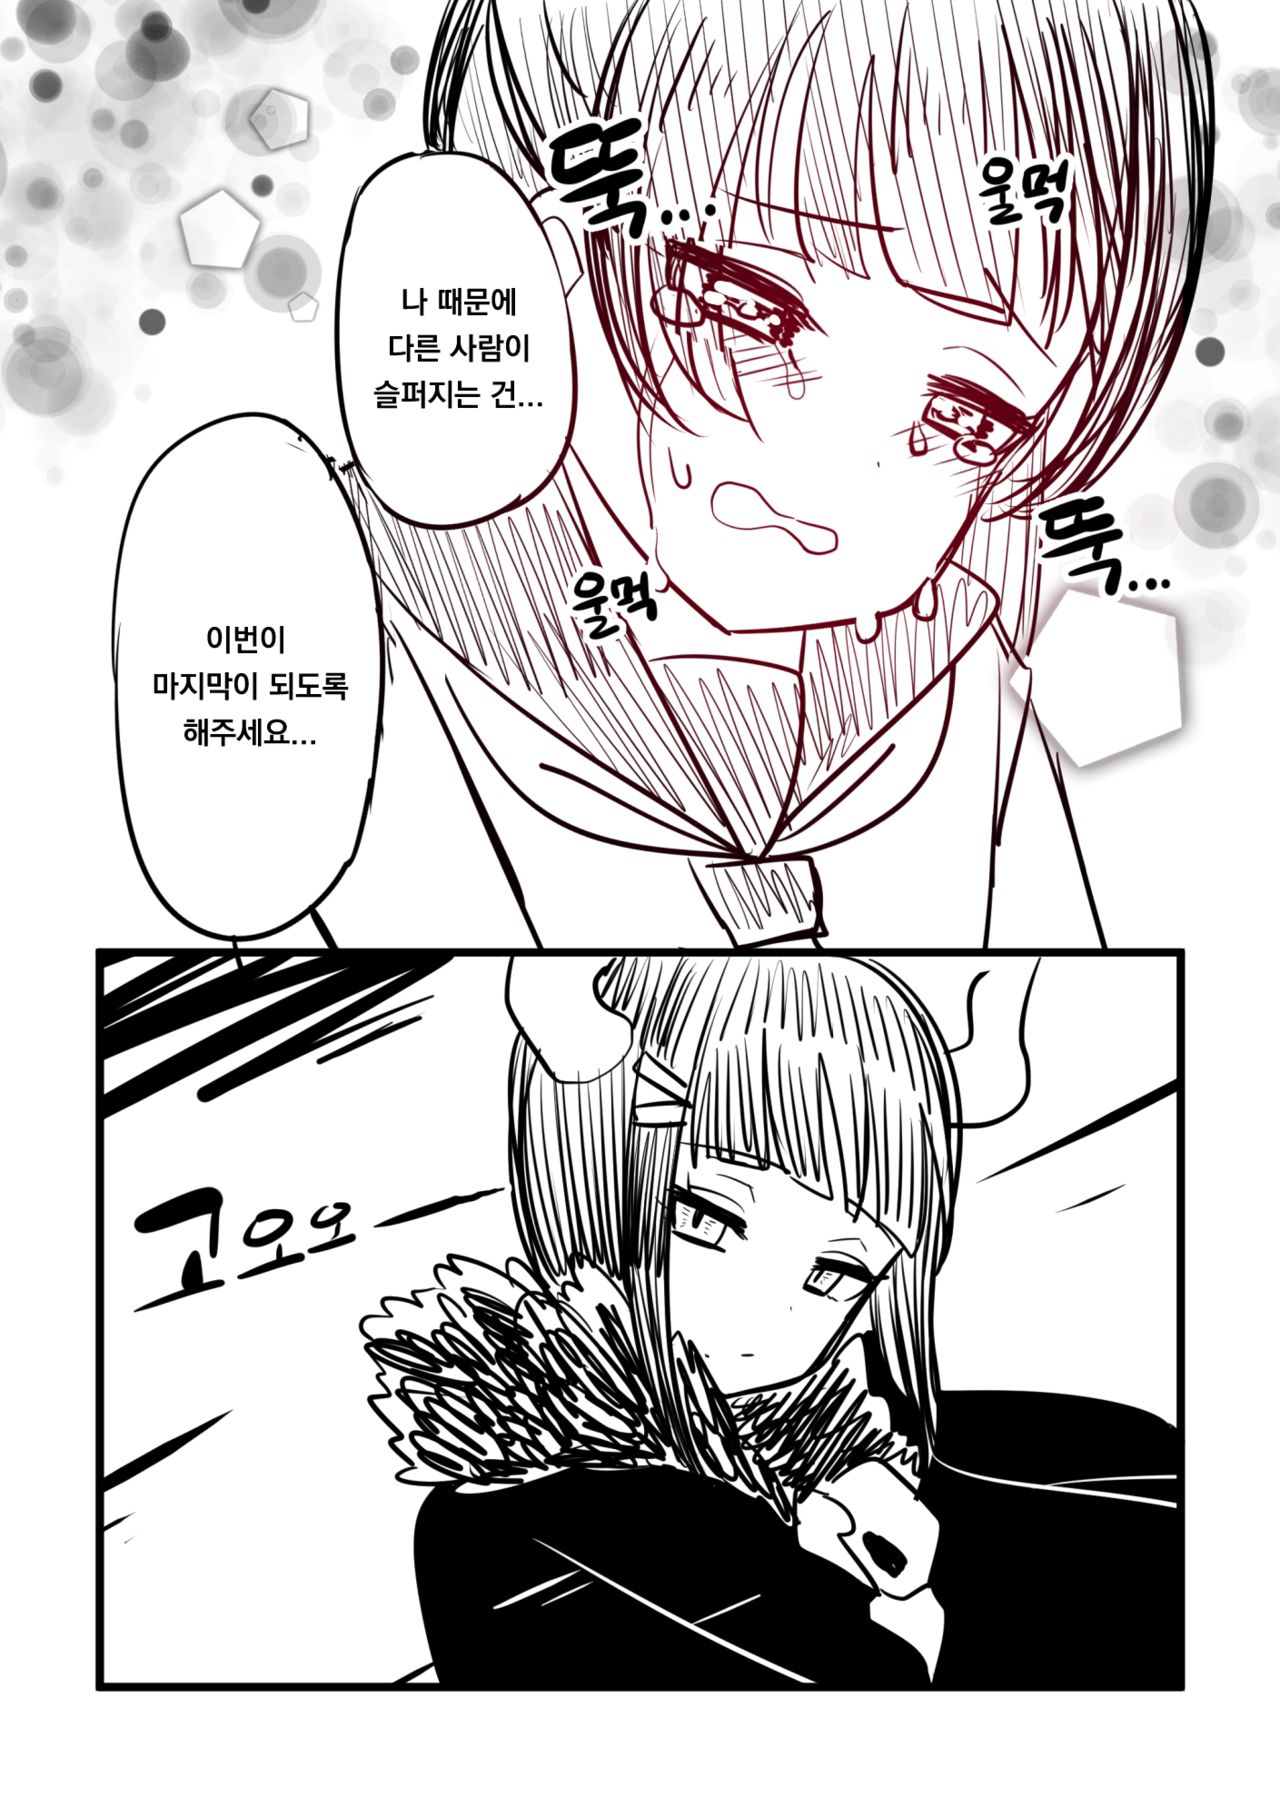 뚝...
울먹
나 때문에
다른 사람이
슬퍼지는 건...
뚝...
울먹
이번이
마지막이 되도록
해주세요...
고오오